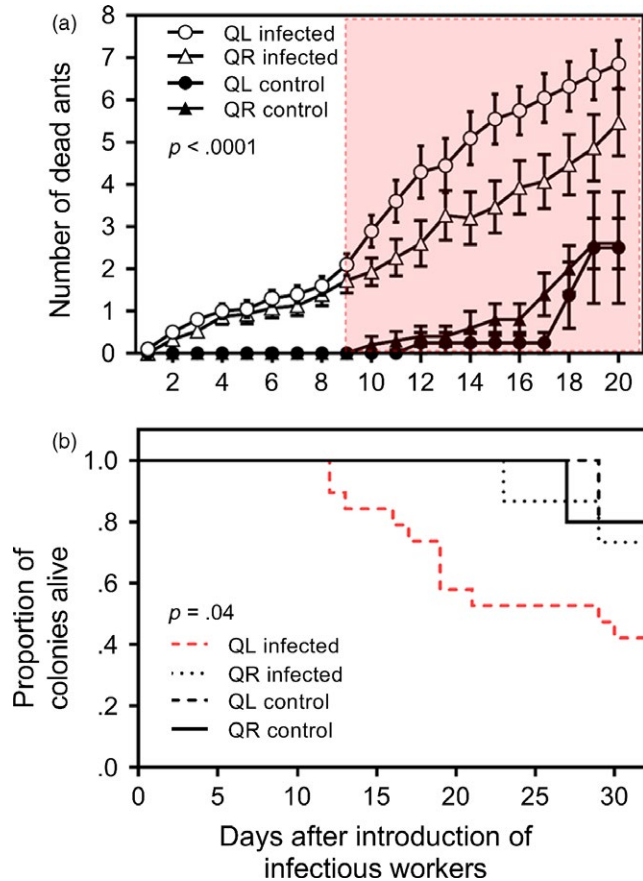 (a)
8
7
6
5
4
3
2
1
0
Number of dead ants
QL infected
QR infected
QL control
QR control
p < .0001
2 4 6 8 10 12 14 16 18 20
(b)
1.0
.8
.6
.4
.2
.0
Proportion of
colonies alive
p = .04
QL infected
QR infected
QL control
QR control
0 5 10 15 20 25 30
Days after introduction of
infectious workers